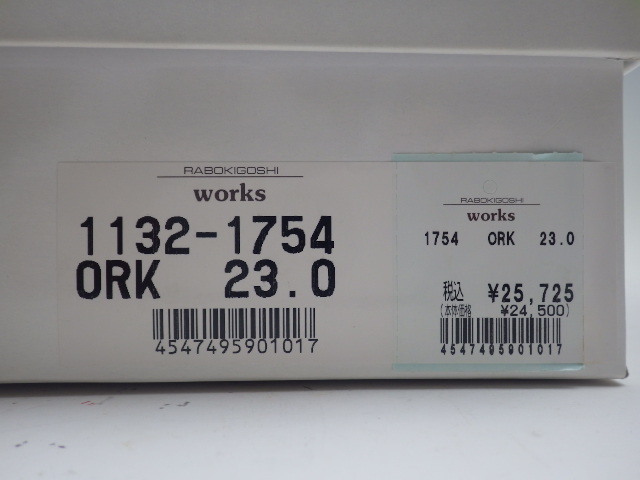 RABOKIGOSHI
works
1132-1754
ORK 23.0
4547495901017
RABOKIGOSHI
works
1754 ORK 23.0
税込 ¥25,725
(本体価格 ¥24,500)
4547495901017